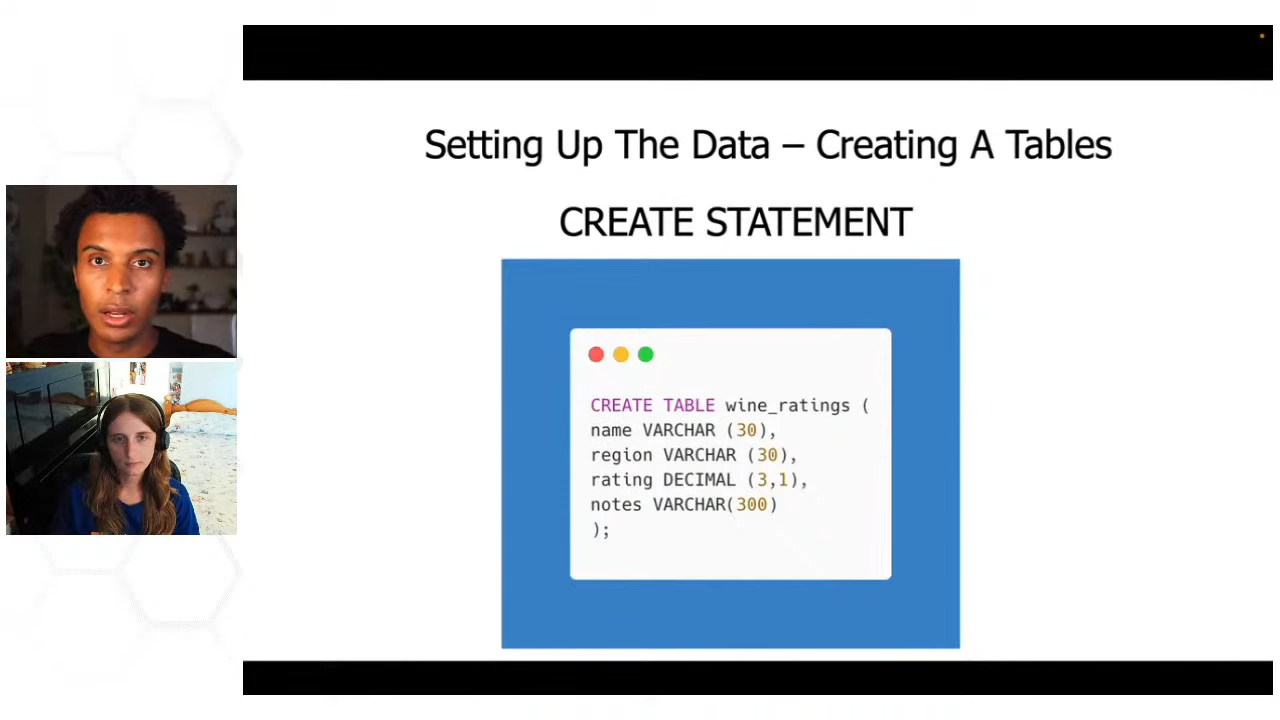 Setting Up The Data – Creating A Tables
CREATE STATEMENT
CREATE TABLE wine_ratings (
name VARCHAR (30),
region VARCHAR (30),
rating DECIMAL (3,1),
notes VARCHAR(300)
);